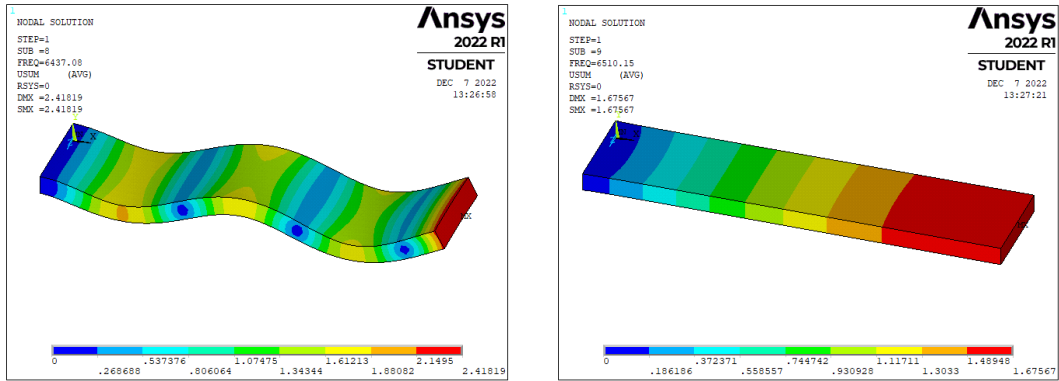 1
NODAL SOLUTION
STEP=1
SUB =8
FREQ=6437.08
USUM (AVG)
RSYS=0
DMX =2.41819
SMX =2.41819
Ansys
2022 R1
STUDENT
DEC 7 2022
13:26:58
Y
Z
X
MX
0 .537376 1.07475 1.61213 2.1495
.268688 .806064 1.34344 1.88082 2.41819
1
NODAL SOLUTION
STEP=1
SUB =9
FREQ=6510.15
USUM (AVG)
RSYS=0
DMX =1.67567
SMX =1.67567
Ansys
2022 R1
STUDENT
DEC 7 2022
13:27:21
MX
0 .372371 .744742 1.11711 1.48948
.186186 .558557 .930928 1.3033 1.67567